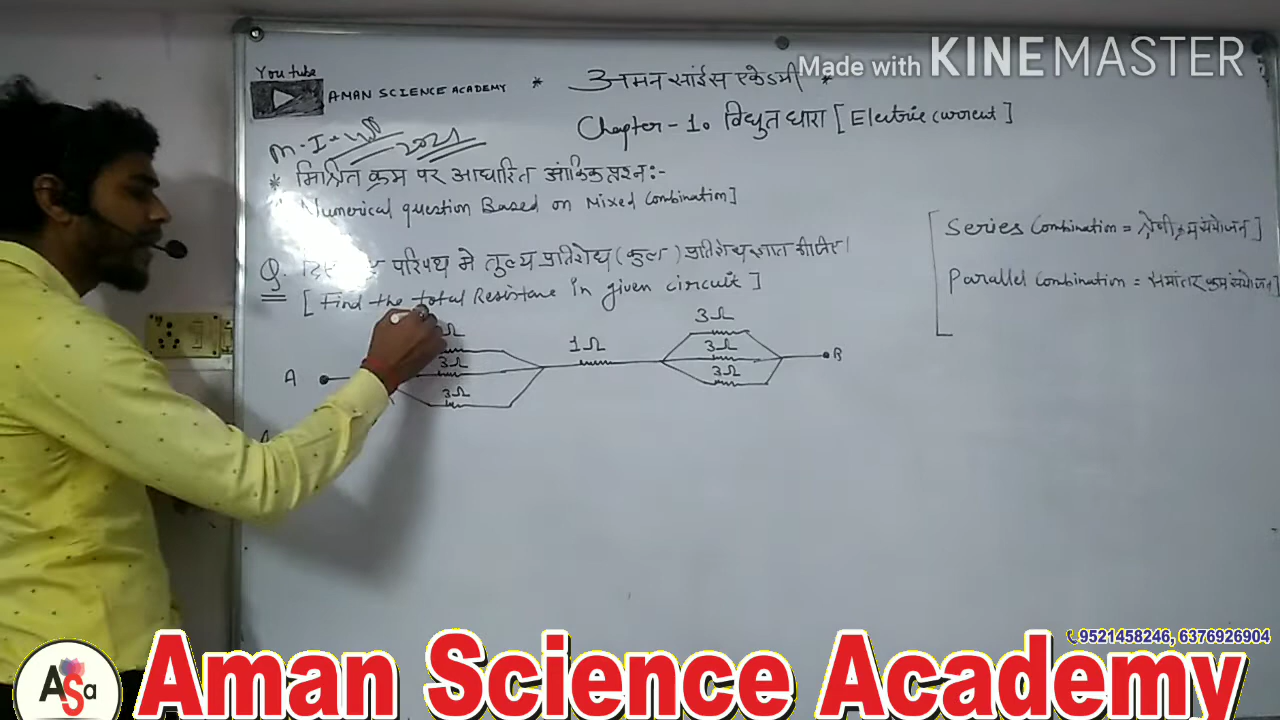 Made with KINEMASTER
You tube
AMAN SCIENCE ACADEMY * अमन साईंस एकेडमी *
Chapter - 10 विद्युत धारा [Electric current]
2021
* मिश्रित क्रम पर आधारित आंकिक प्रश्न :-
Numerical question Based on Mixed Combination]
[Series Combination = श्रेणी क्रम संयोजन]
Parallel Combination = समांतर क्रम संयोजन]
Q. परिपथ मे तुल्य प्रतिरोध (कुल) प्रतिरोध ज्ञात कीजिए।
[Find the total Resistane In given circuit]
Ω 1Ω 3Ω
3Ω 3Ω
3Ω 3Ω
A B
9521458246, 6376926904
ASa Aman Science Academy